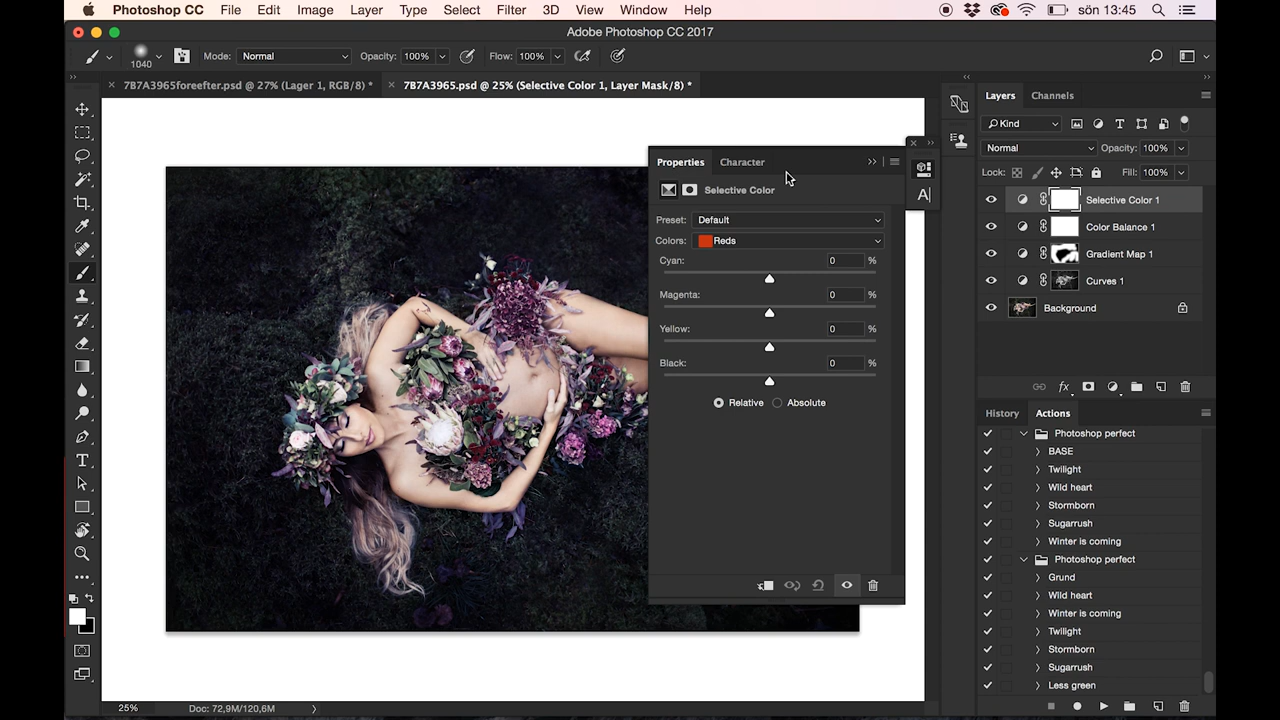 Photoshop CC File Edit Image Layer Type Select Filter 3D View Window Help sön 13:45
Adobe Photoshop CC 2017
1040 Mode: Normal Opacity: 100% Flow: 100%
7B7A3965foreefter.psd @ 27% (Lager 1, RGB/8) * 7B7A3965.psd @ 25% (Selective Color 1, Layer Mask/8) *
Properties Character
Selective Color
Preset: Default
Colors: Reds
Cyan: 0 %
Magenta: 0 %
Yellow: 0 %
Black: 0 %
Relative Absolute
A
Layers Channels
Kind
Normal Opacity: 100%
Lock: Fill: 100%
Selective Color 1
Color Balance 1
Gradient Map 1
Curves 1
Background
fx
History Actions
Photoshop perfect
BASE
Twilight
Wild heart
Stormborn
Sugarrush
Winter is coming
Photoshop perfect
Grund
Wild heart
Winter is coming
Twilight
Stormborn
Sugarrush
Less green
25% Doc: 72,9M/120,6M